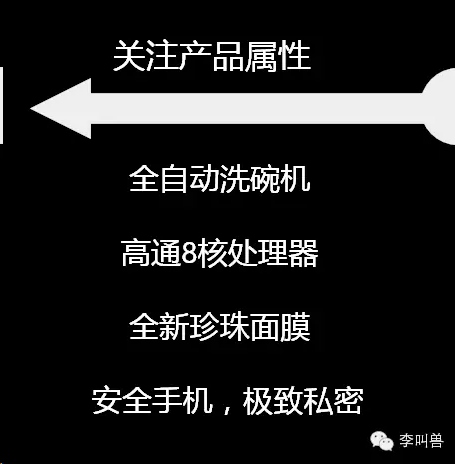 关注产品属性
全自动洗碗机
高通8核处理器
全新珍珠面膜
安全手机，极致私密
李叫兽